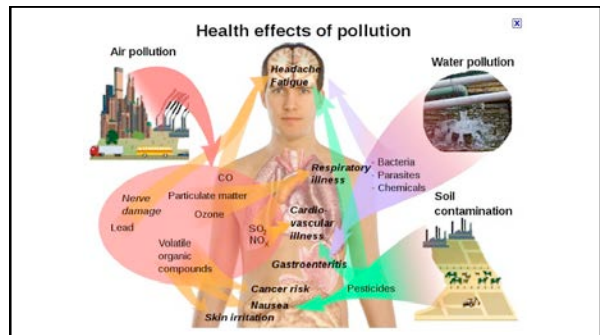 Health effects of pollution
Air pollution
Water pollution
Headache
Fatigue
- Bacteria
- Parasites
- Chemicals
Respiratory
illness
CO
Particulate matter
Nerve
damage
Ozone
Lead
SO₂
NOₓ
Cardio-
vascular
illness
Soil
contamination
Volatile
organic
compounds
Gastroenteritis
Pesticides
Cancer risk
Nausea
Skin irritation
x